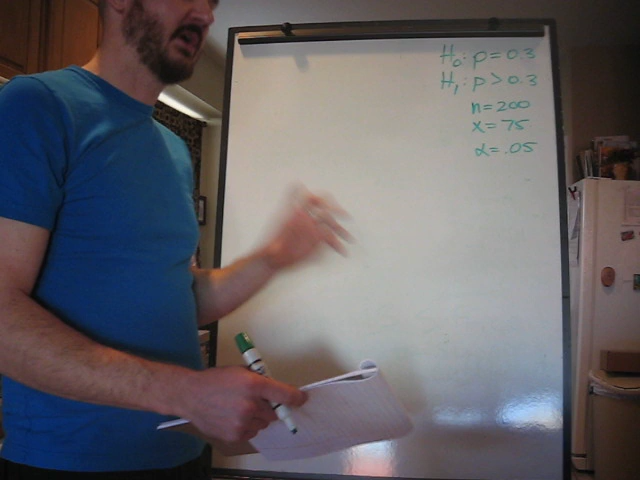 H₀: p = 0.3
H₁: p > 0.3
n = 200
x = 75
α = .05